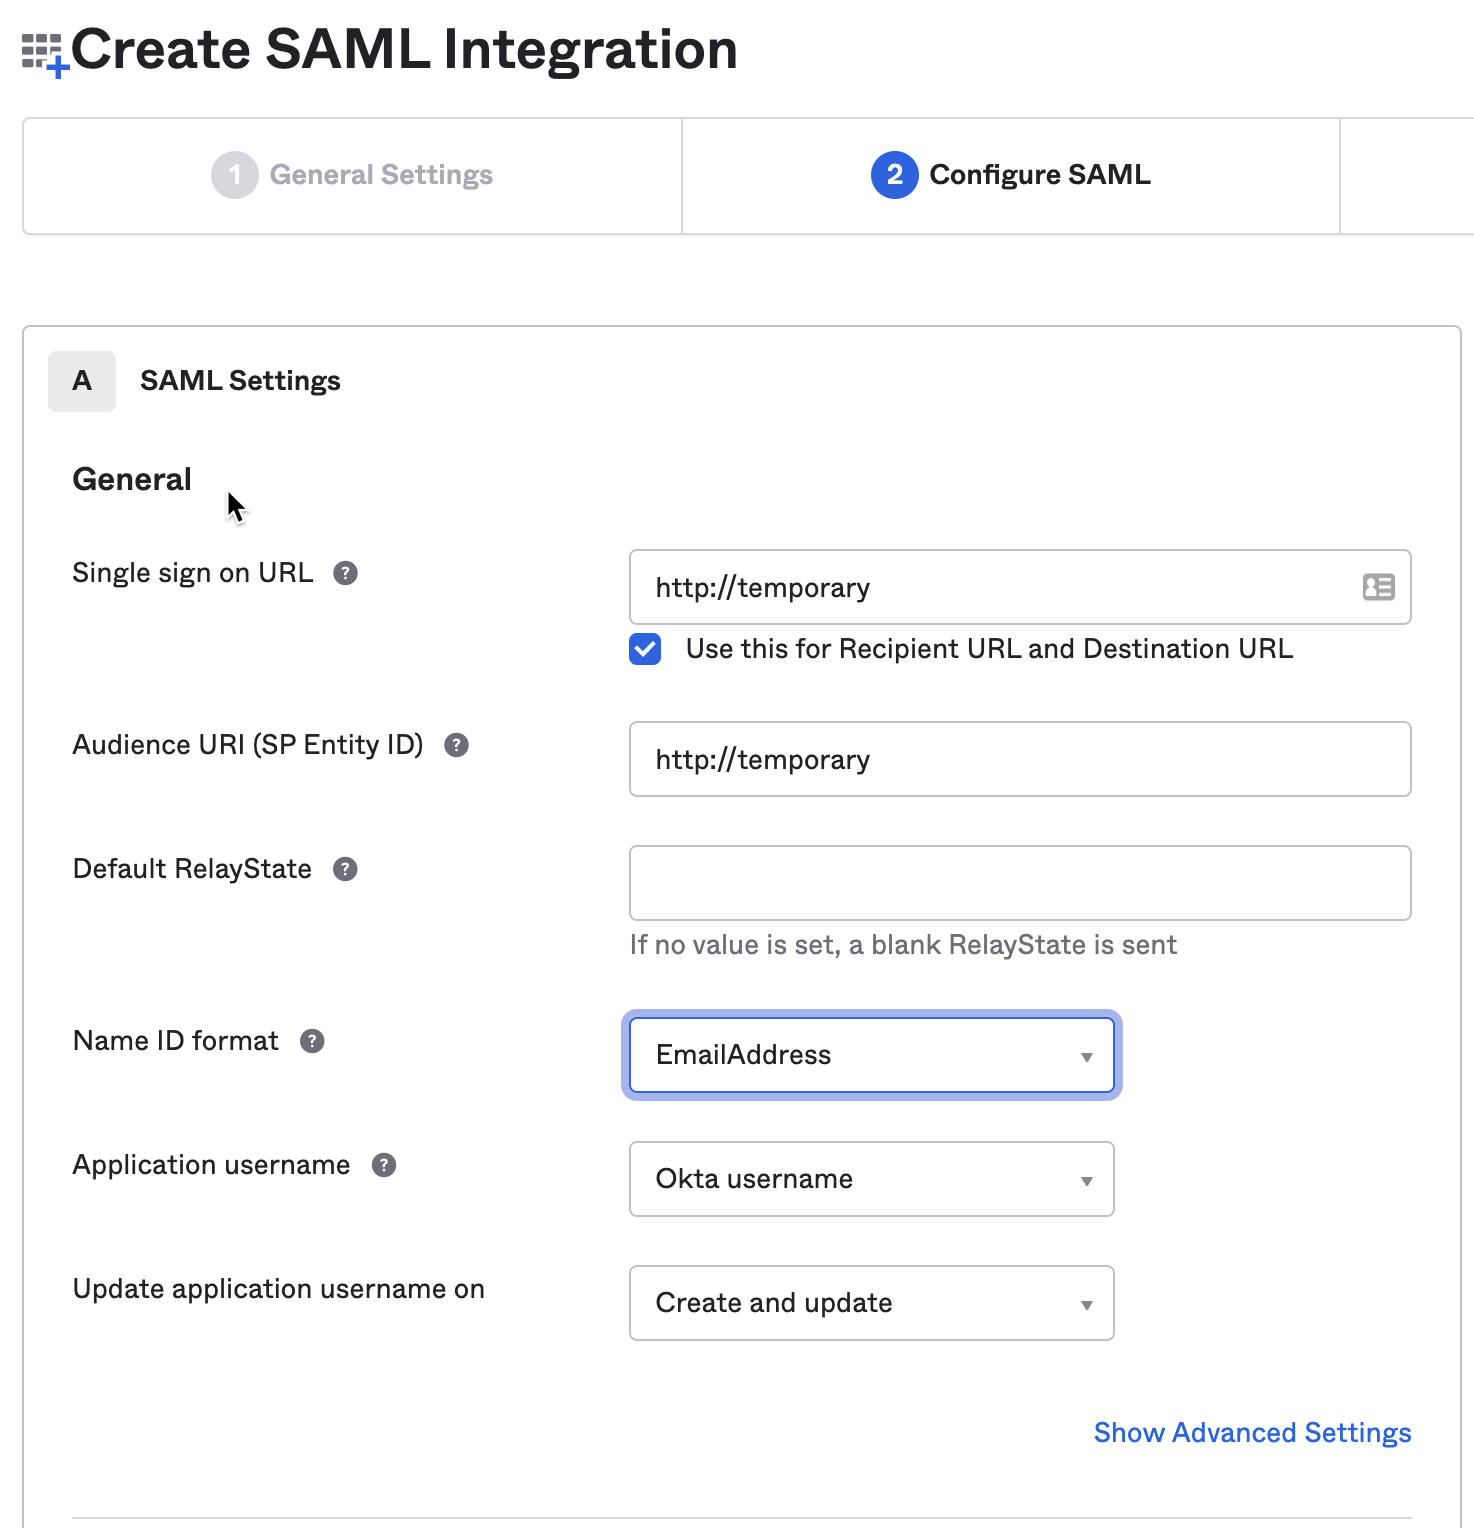 Create SAML Integration
1 General Settings
2 Configure SAML
A SAML Settings
General
Single sign on URL ?
http://temporary
Use this for Recipient URL and Destination URL
Audience URI (SP Entity ID) ?
http://temporary
Default RelayState ?
If no value is set, a blank RelayState is sent
Name ID format ?
EmailAddress
Application username ?
Okta username
Update application username on
Create and update
Show Advanced Settings